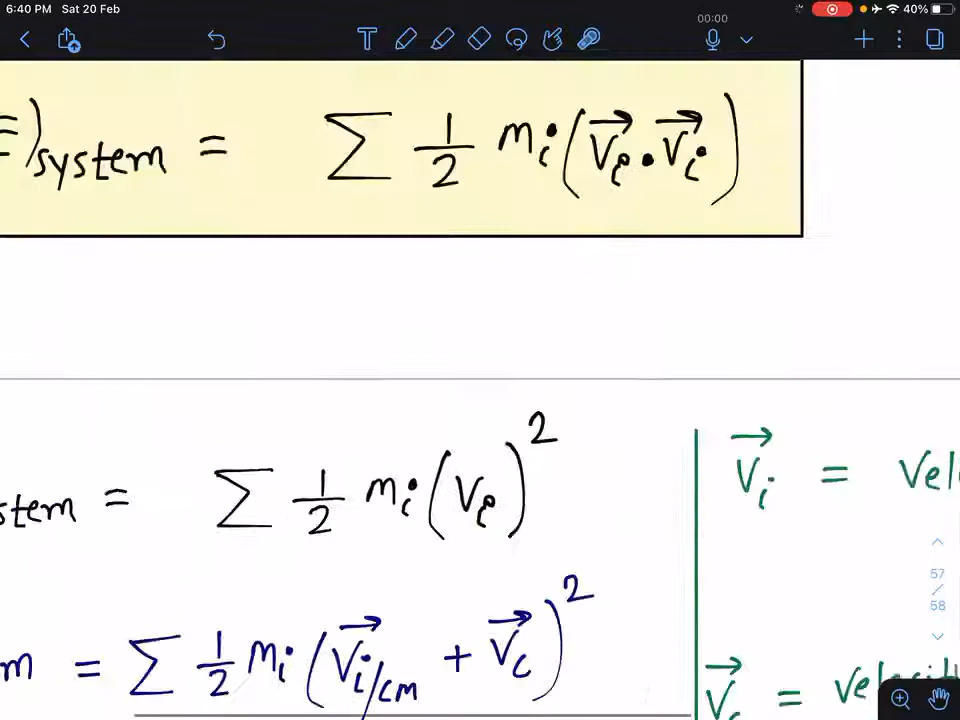 6:40 PM Sat 20 Feb
40%
00:00
)system = Σ 1/2 mi (V⃗i . V⃗i)
stem = Σ 1/2 mi (Vi)²
V⃗i = Vel
57
/
58
m = Σ 1/2 mi (V⃗i/cm + V⃗c)²
V⃗c = velocity